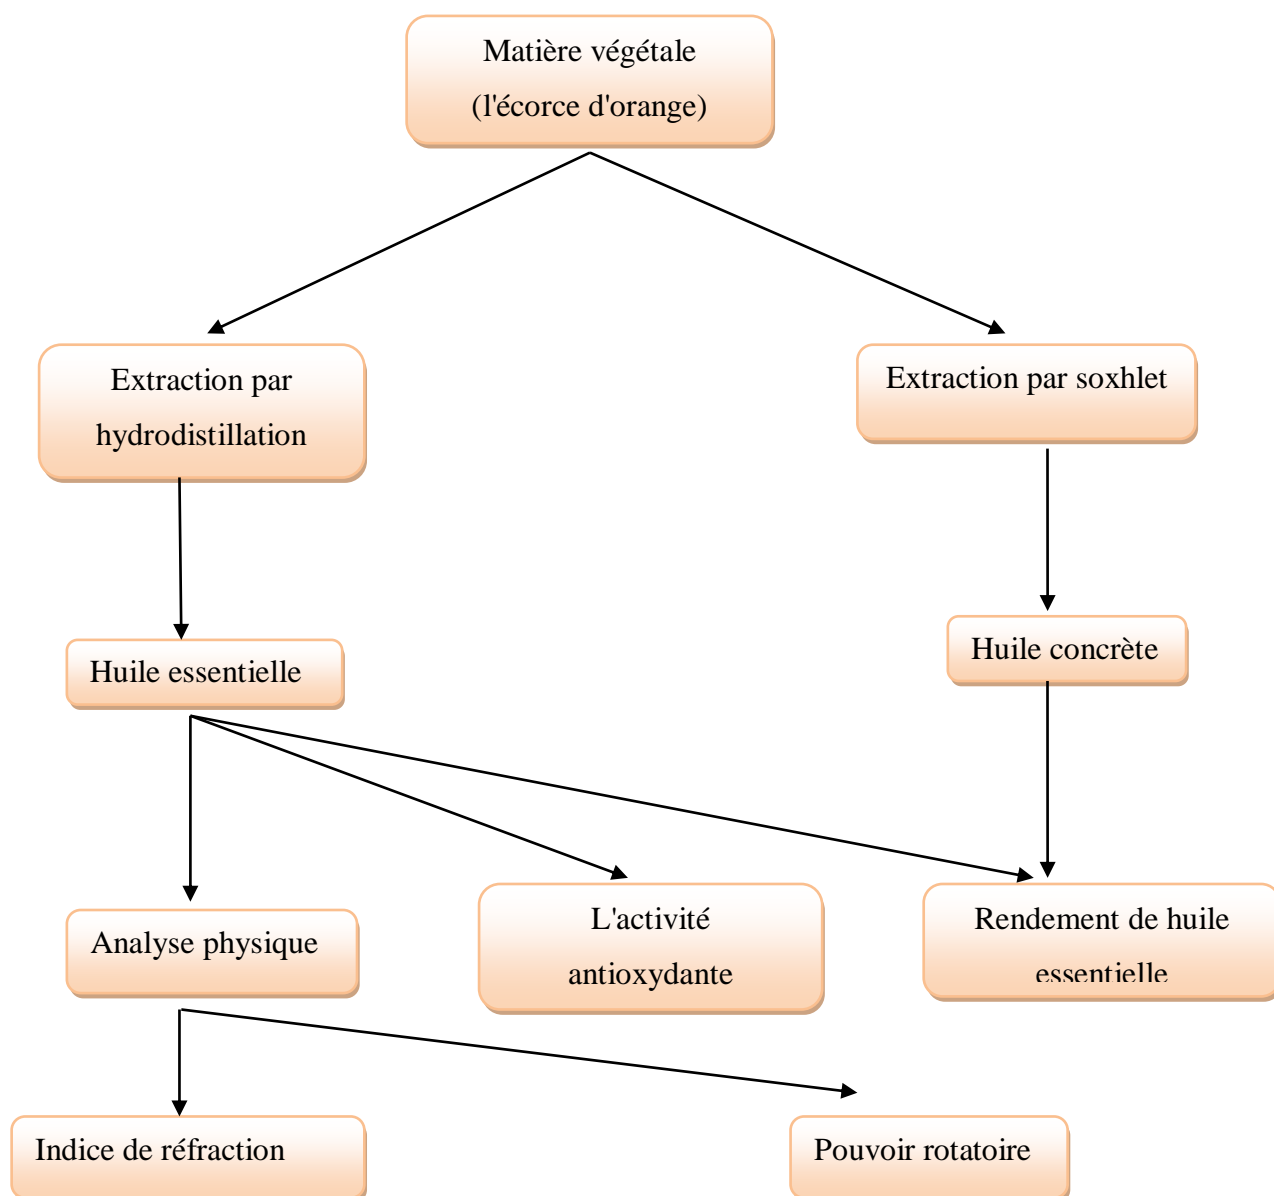 Matière végétale
(l'écorce d'orange)
Extraction par
hydrodistillation
Extraction par soxhlet
Huile essentielle
Huile concrète
Analyse physique
L'activité
antioxydante
Rendement de huile
essentielle
Indice de réfraction
Pouvoir rotatoire